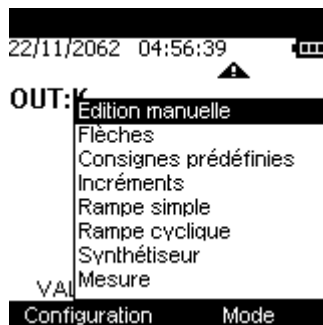 22/11/2062 04:56:39
OUT:K
Edition manuelle
Flèches
Consignes prédéfinies
Incréments
Rampe simple
Rampe cyclique
Synthétiseur
Mesure
VAL
Configuration Mode